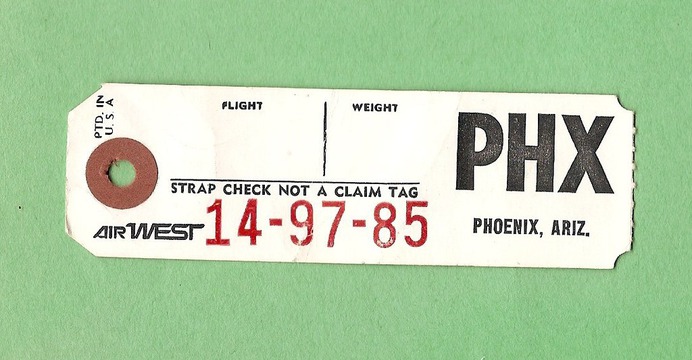 PTD. IN
U.S.A
FLIGHT
WEIGHT
STRAP CHECK NOT A CLAIM TAG
AIRWEST
14-97-85
PHX
PHOENIX, ARIZ.